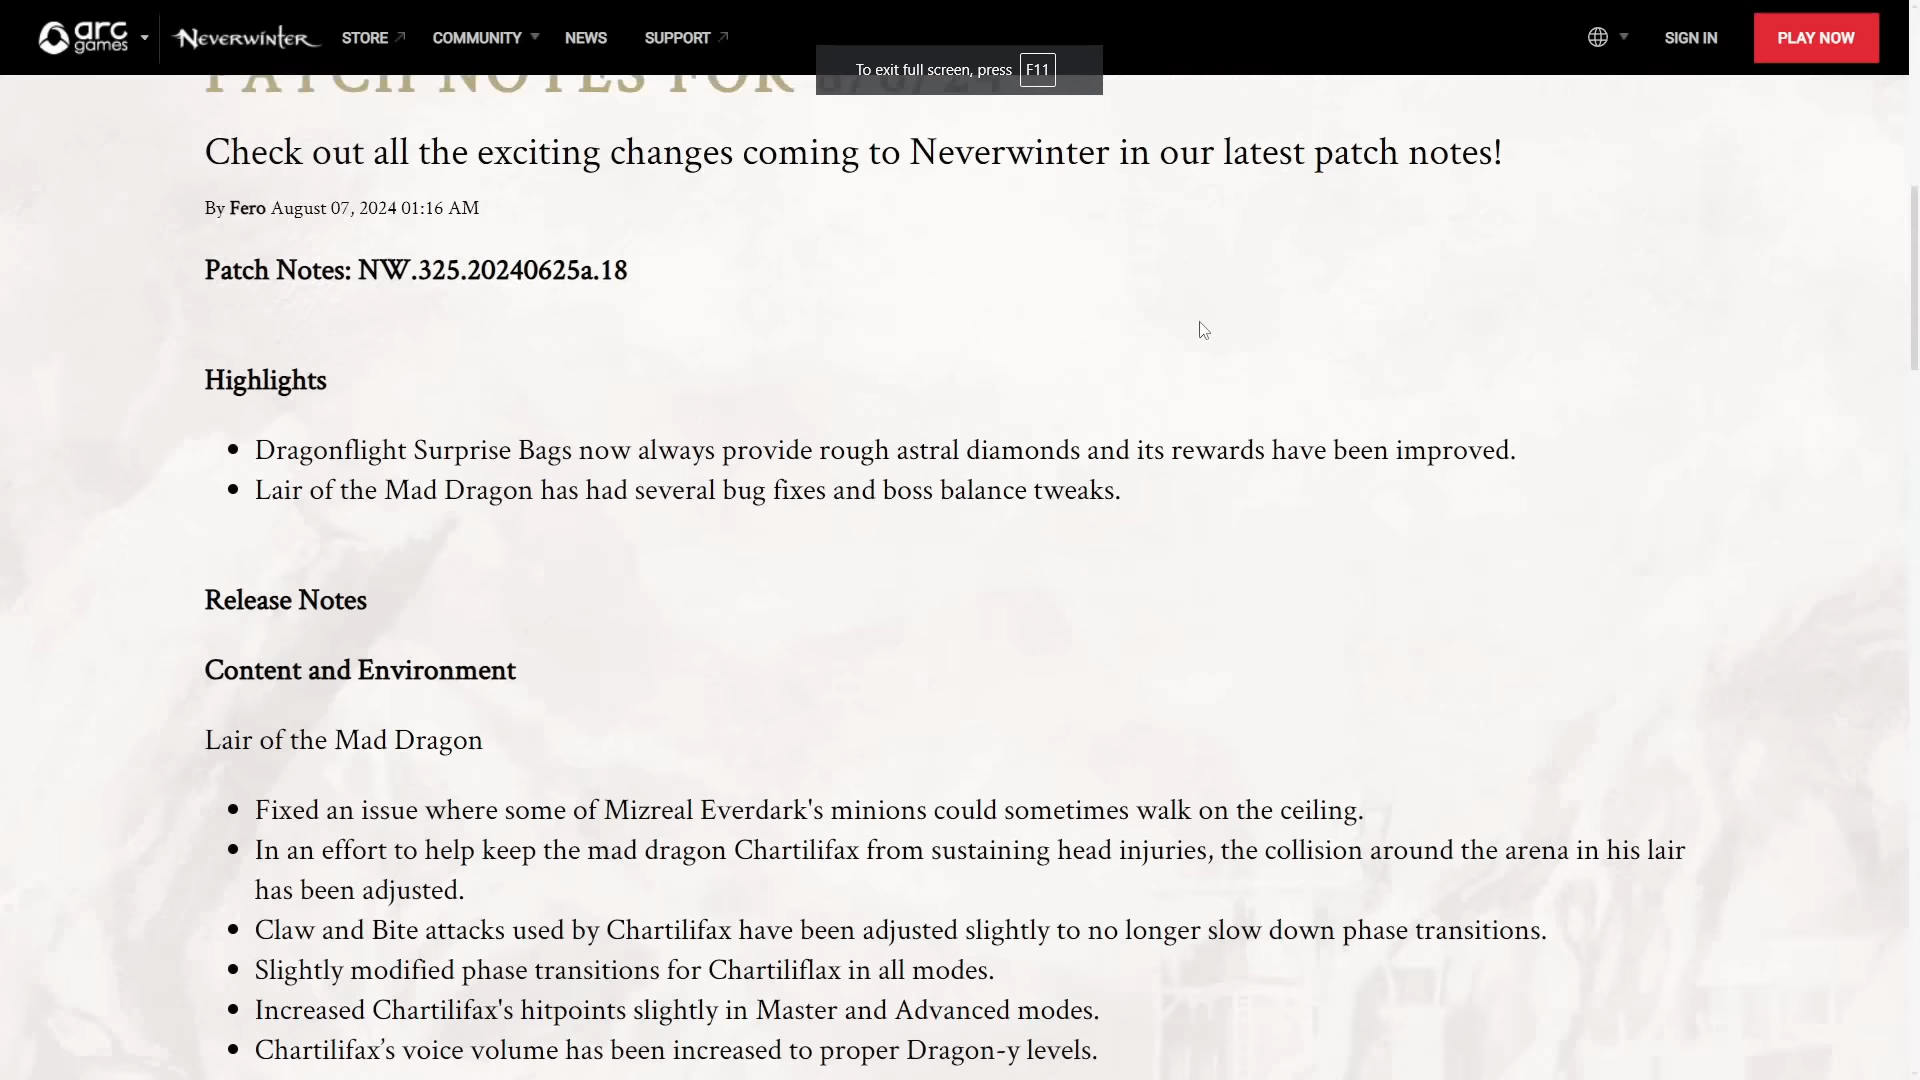 arc games
NEVERWINTER
STORE
COMMUNITY
NEWS
SUPPORT
SIGN IN
PLAY NOW
To exit full screen, press F11
PATCH NOTES FOR
Check out all the exciting changes coming to Neverwinter in our latest patch notes!
By Fero August 07, 2024 01:16 AM
Patch Notes: NW.325.20240625a.18
Highlights
Dragonflight Surprise Bags now always provide rough astral diamonds and its rewards have been improved.
Lair of the Mad Dragon has had several bug fixes and boss balance tweaks.
Release Notes
Content and Environment
Lair of the Mad Dragon
Fixed an issue where some of Mizreal Everdark's minions could sometimes walk on the ceiling.
In an effort to help keep the mad dragon Chartilifax from sustaining head injuries, the collision around the arena in his lair
has been adjusted.
Claw and Bite attacks used by Chartilifax have been adjusted slightly to no longer slow down phase transitions.
Slightly modified phase transitions for Chartiliflax in all modes.
Increased Chartilifax's hitpoints slightly in Master and Advanced modes.
Chartilifax’s voice volume has been increased to proper Dragon-y levels.